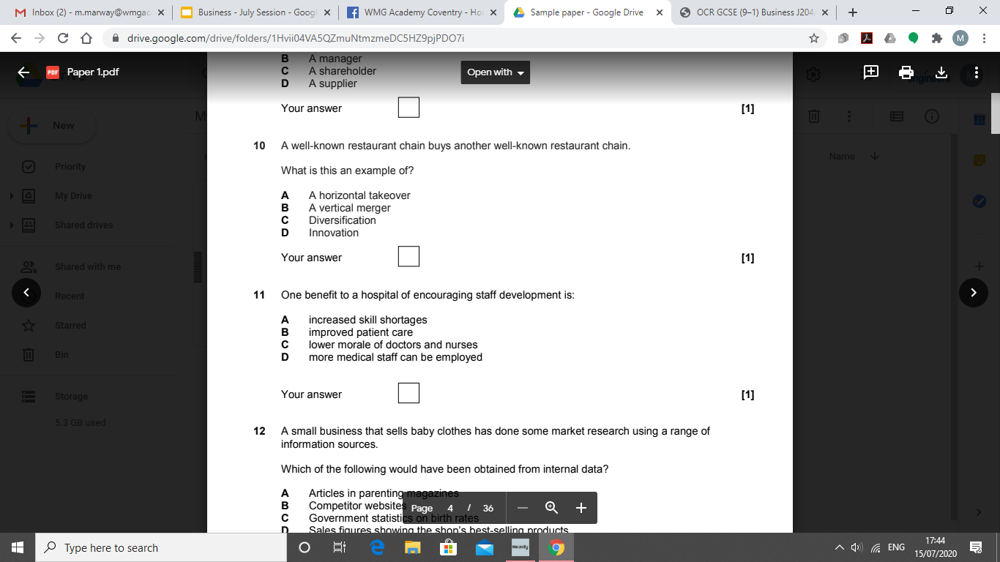 Inbox (2) - m.marway@wmgac
Business - July Session - Googl
WMG Academy Coventry - Ho
Sample paper - Google Drive
OCR GCSE (9–1) Business J204
drive.google.com/drive/folders/1Hvii04VA5QZmuNtmzmeDC5HZ9pjPDO7i
M
PDF Paper 1.pdf
Open with
New
Priority
My Drive
Shared drives
Shared with me
Recent
Starred
Bin
Storage
5.3 GB used
Name
B A manager
C A shareholder
D A supplier
Your answer [1]
10 A well-known restaurant chain buys another well-known restaurant chain.
What is this an example of?
A A horizontal takeover
B A vertical merger
C Diversification
D Innovation
Your answer [1]
11 One benefit to a hospital of encouraging staff development is:
A increased skill shortages
B improved patient care
C lower morale of doctors and nurses
D more medical staff can be employed
Your answer [1]
12 A small business that sells baby clothes has done some market research using a range of
information sources.
Which of the following would have been obtained from internal data?
A Articles in parenting magazines
B Competitor websites
C Government statistics on birth rates
D Sales figures showing the shop's best-selling products
Page 4 / 36
Type here to search
RM Unify
ENG
17:44
15/07/2020